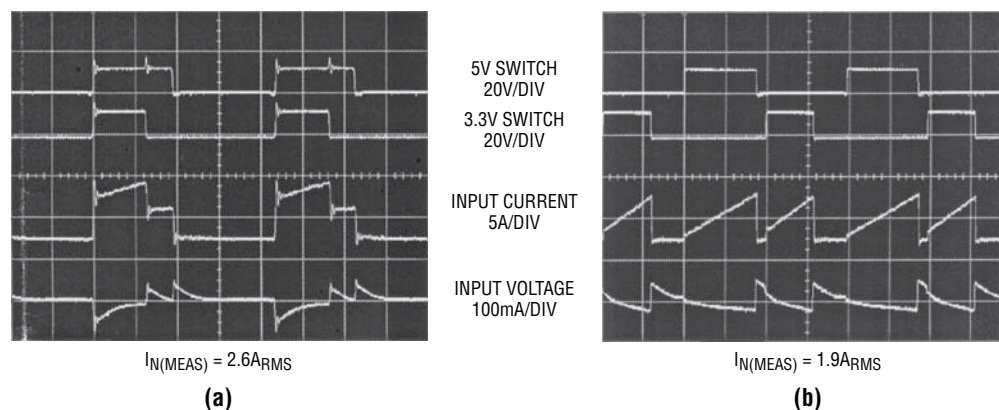 5V SWITCH
20V/DIV
3.3V SWITCH
20V/DIV
INPUT CURRENT
5A/DIV
INPUT VOLTAGE
100mA/DIV
IN(MEAS) = 2.6ARMS
IN(MEAS) = 1.9ARMS
(a)
(b)